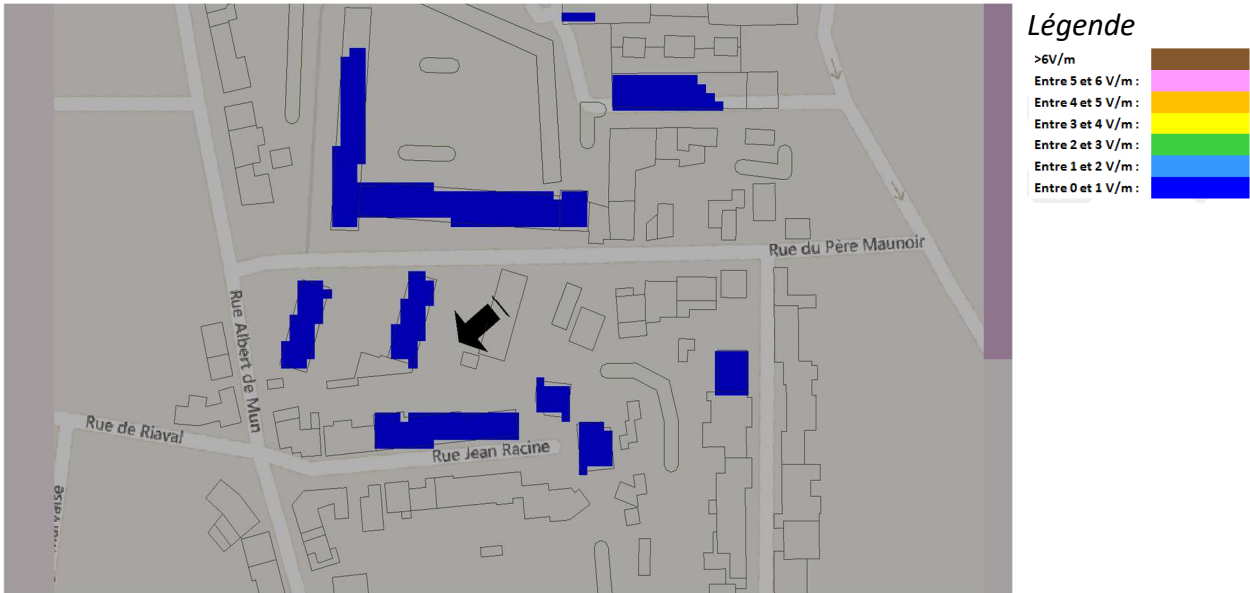 Légende
>6V/m
Entre 5 et 6 V/m :
Entre 4 et 5 V/m :
Entre 3 et 4 V/m :
Entre 2 et 3 V/m :
Entre 1 et 2 V/m :
Entre 0 et 1 V/m :
Rue du Père Maunoir
Rue Albert de Mun
Rue de Riaval
Rue Jean Racine